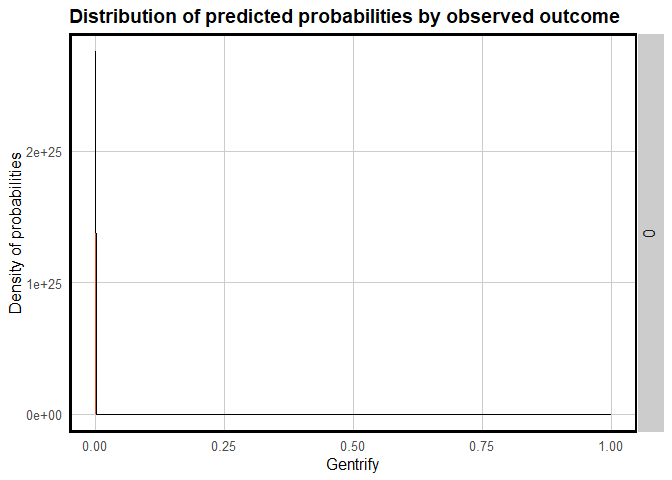 Distribution of predicted probabilities by observed outcome
Density of probabilities
2e+25
1e+25
0e+00
0
0.00 0.25 0.50 0.75 1.00
Gentrify